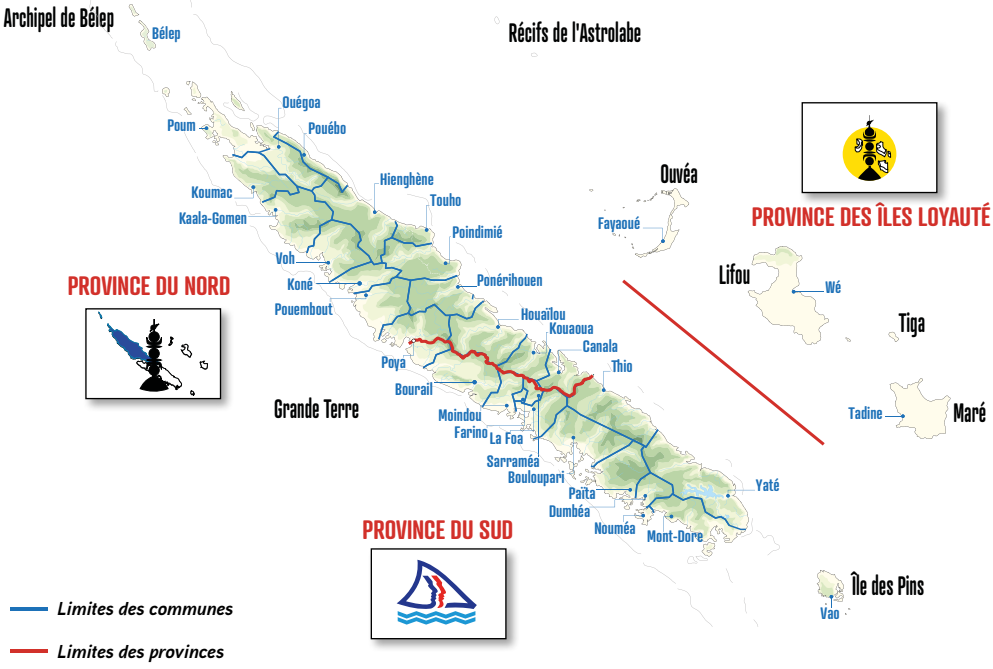 Archipel de Bélep
Bélep
Récifs de l'Astrolabe
Ouégoa
Poum
Pouébo
Hienghène
Koumac
Touho
Kaala-Gomen
Poindimié
Ouvéa
Fayaoué
PROVINCE DES ÎLES LOYAUTÉ
Voh
Koné
Ponérihouen
Lifou
Wé
PROVINCE DU NORD
Pouembout
Houaïlou
Kouaoua
Tiga
Canala
Poya
Thio
Bourail
Grande Terre
Moindou
Farino
La Foa
Tadine
Maré
Sarraméa
Bouloupari
Païta
Yaté
Dumbéa
Nouméa
Mont-Dore
PROVINCE DU SUD
Île des Pins
Vao
Limites des communes
Limites des provinces